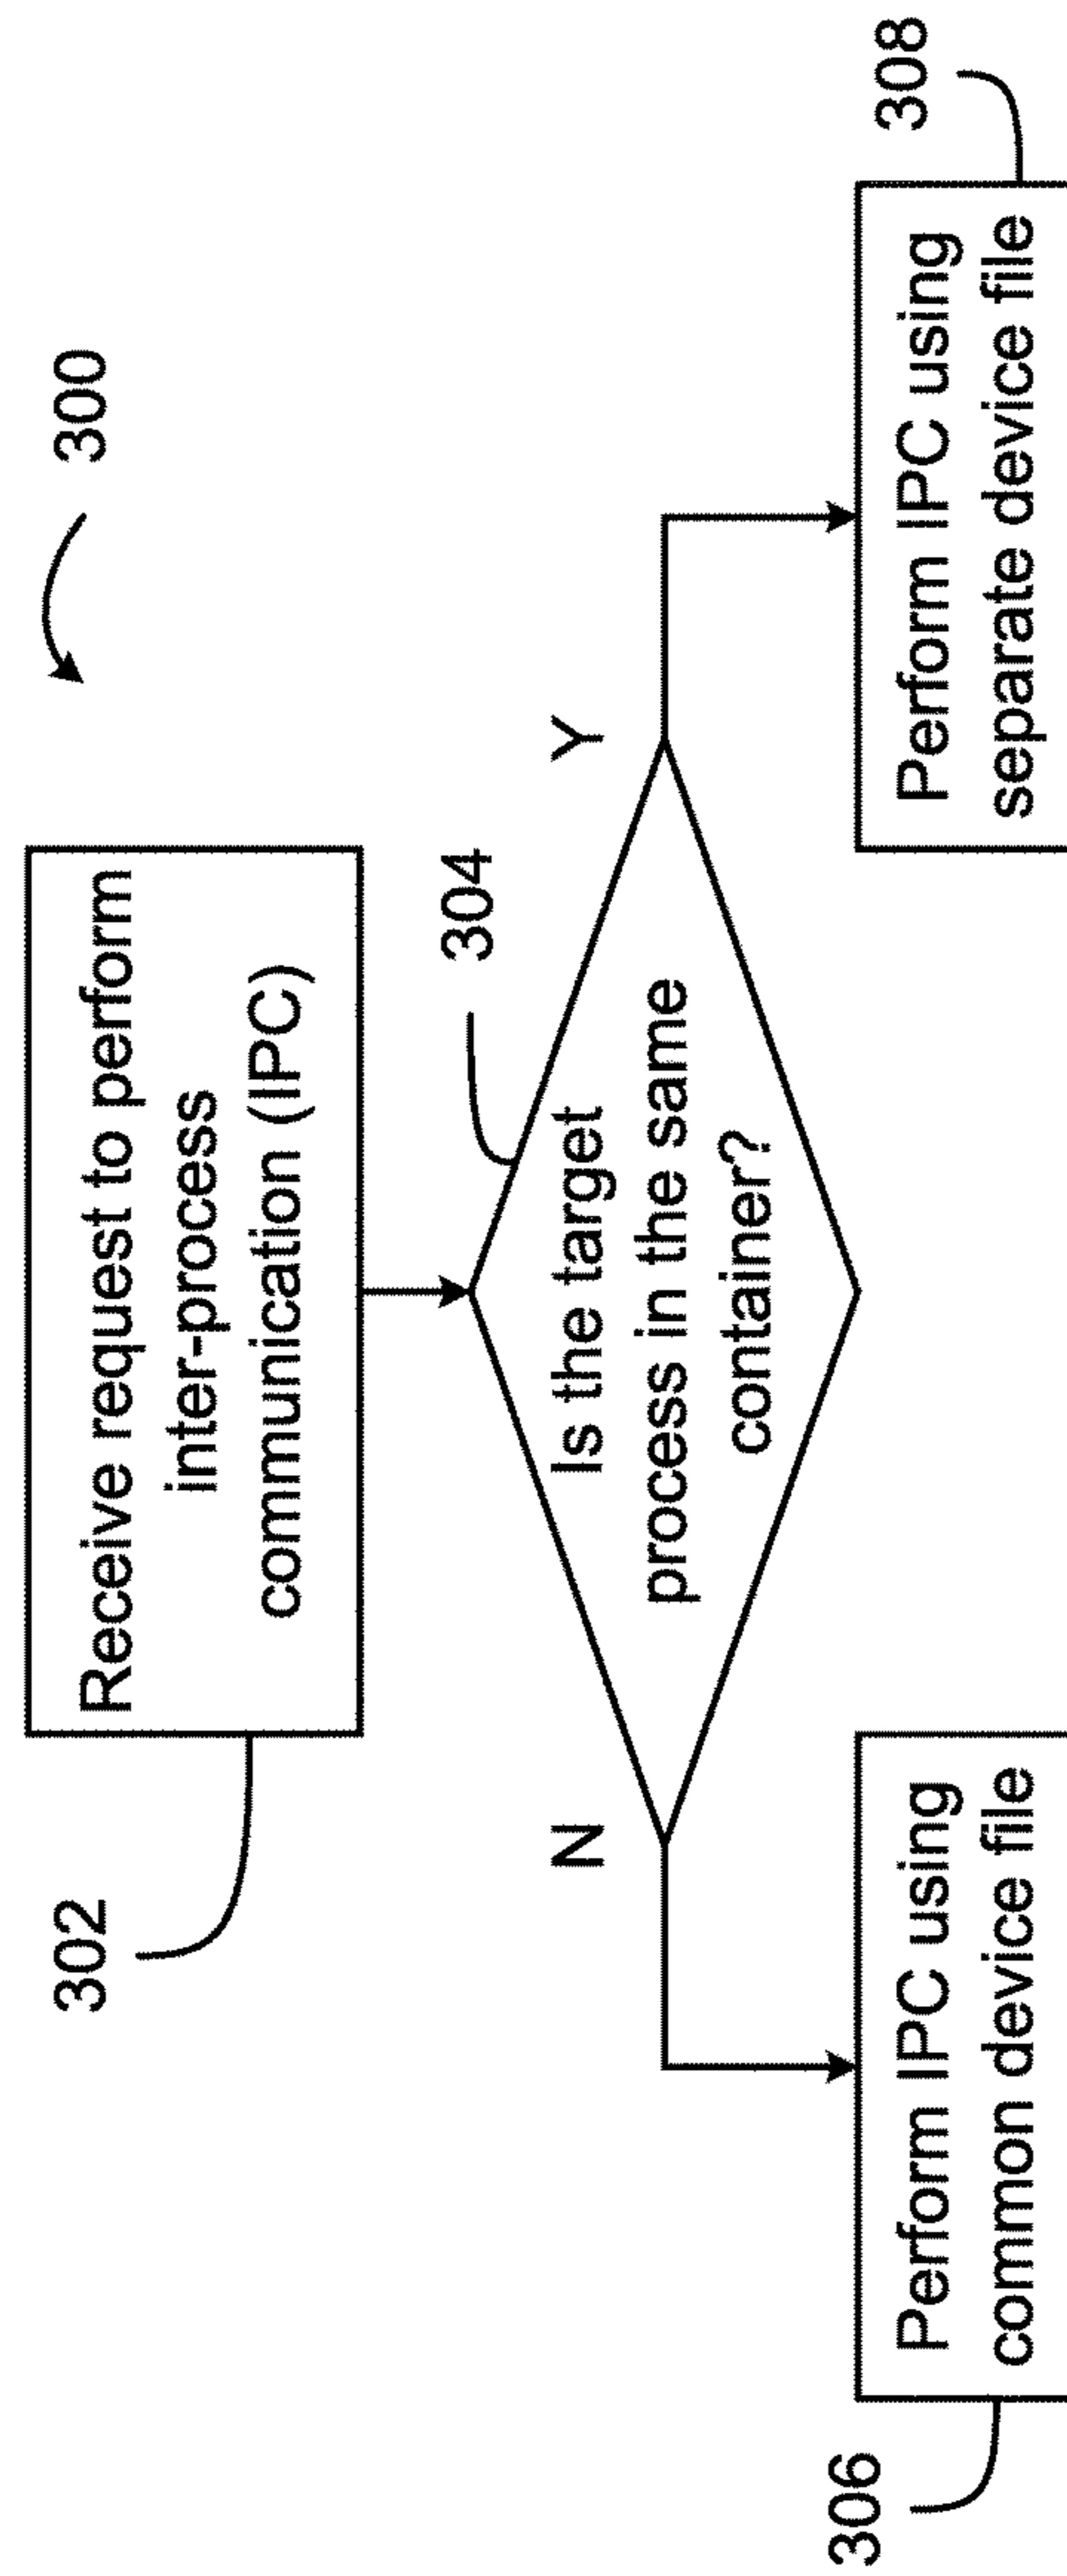 300
302
Receive request to perform
inter-process
communication (IPC)
304
Is the target
process in the same
container?
N
Y
306
Perform IPC using
common device file
308
Perform IPC using
separate device file